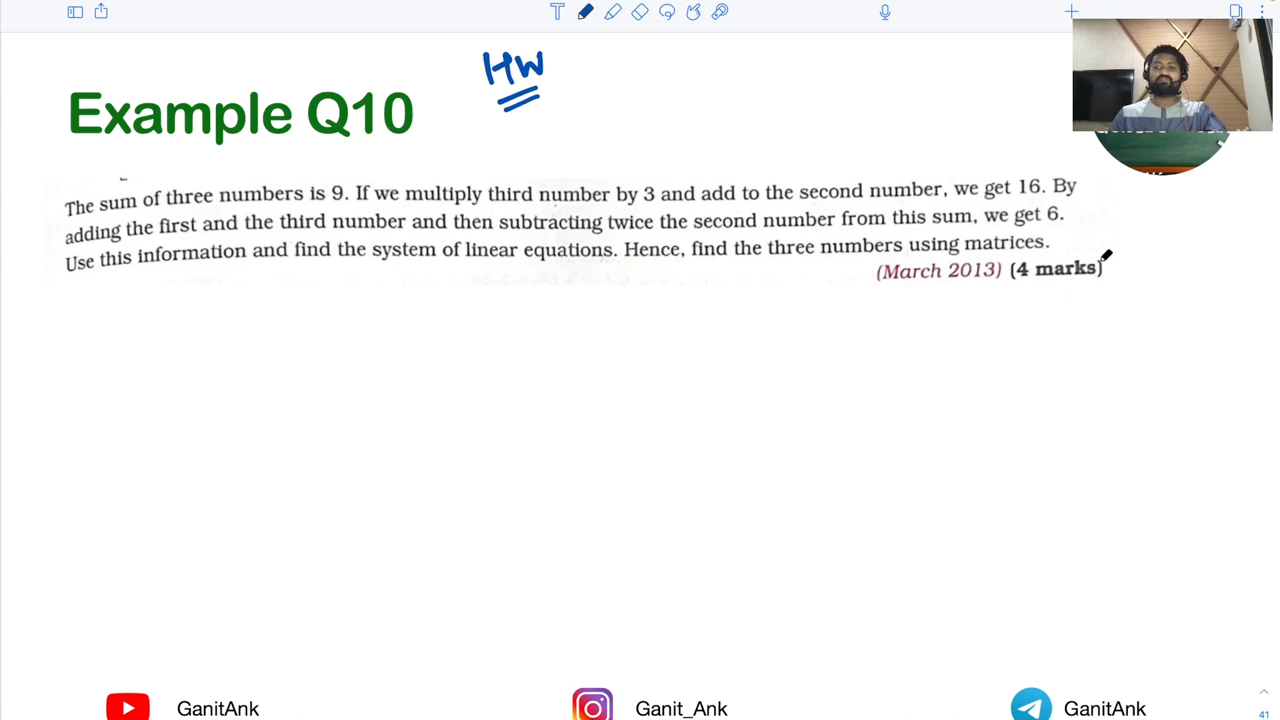 HW
Example Q10
The sum of three numbers is 9. If we multiply third number by 3 and add to the second number, we get 16. By
adding the first and the third number and then subtracting twice the second number from this sum, we get 6.
Use this information and find the system of linear equations. Hence, find the three numbers using matrices.
(March 2013) (4 marks)
GanitAnk
Ganit_Ank
GanitAnk
41